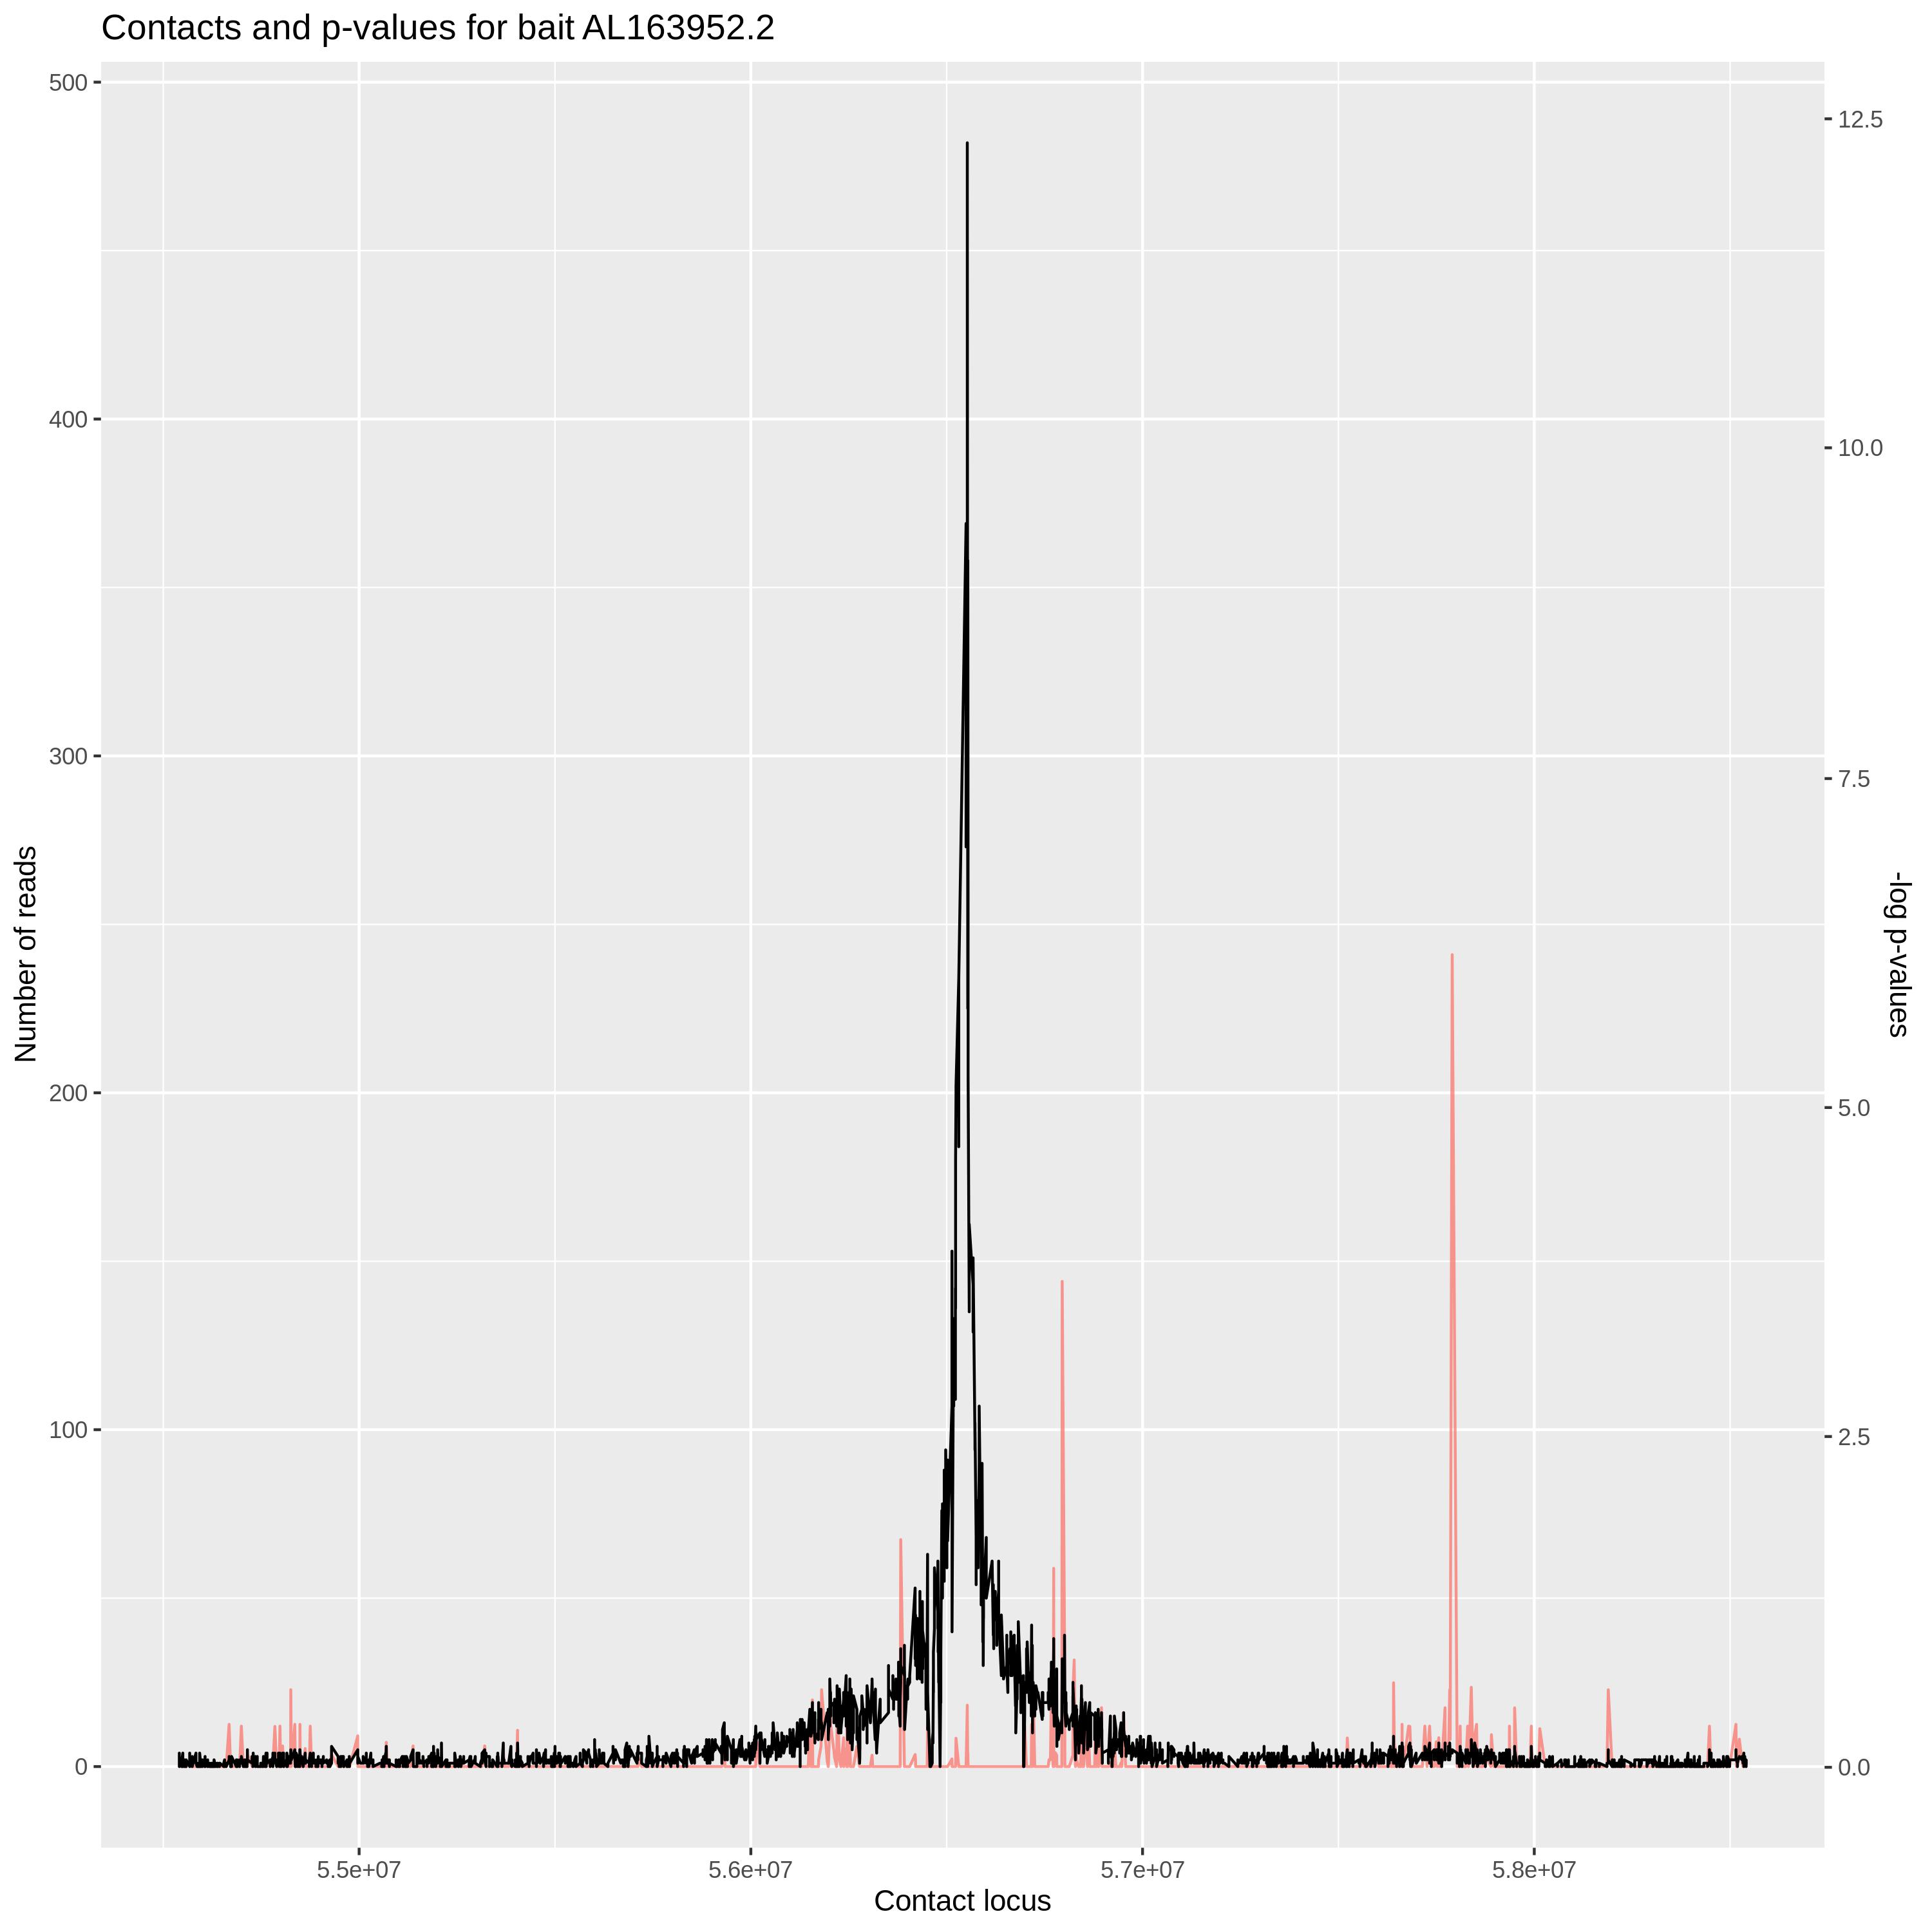 Contacts and p-values for bait AL163952.2
500
400
300
200
100
0
Number of reads
12.5
10.0
7.5
5.0
2.5
0.0
-log p-values
5.5e+07 5.6e+07 5.7e+07 5.8e+07
Contact locus